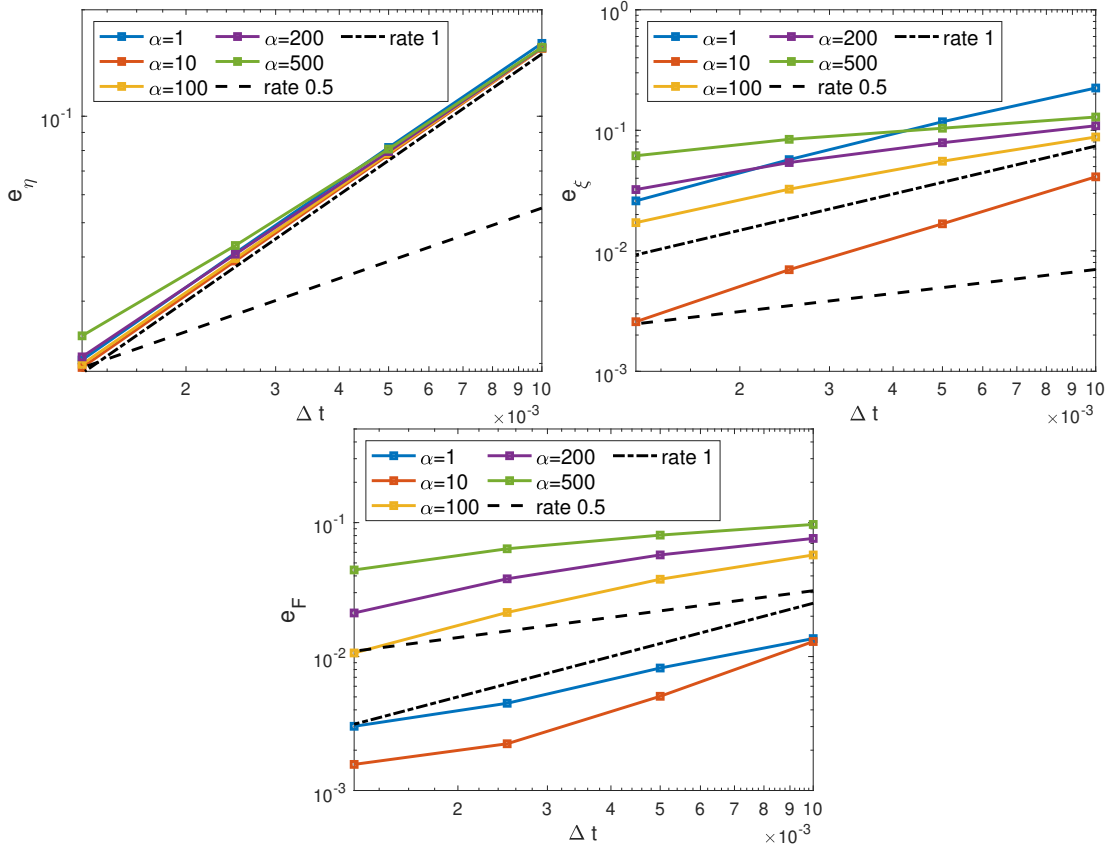 α=1 α=200 rate 1
α=10 α=500
α=100 rate 0.5
10⁻¹
e_η
2 3 4 5 6 7 8 9 10
Δ t ×10⁻³
α=1 α=200 rate 1
α=10 α=500
α=100 rate 0.5
10⁰
10⁻¹
10⁻²
10⁻³
e_ξ
2 3 4 5 6 7 8 9 10
Δ t ×10⁻³
α=1 α=200 rate 1
α=10 α=500
α=100 rate 0.5
10⁻¹
10⁻²
10⁻³
e_F
2 3 4 5 6 7 8 9 10
Δ t ×10⁻³